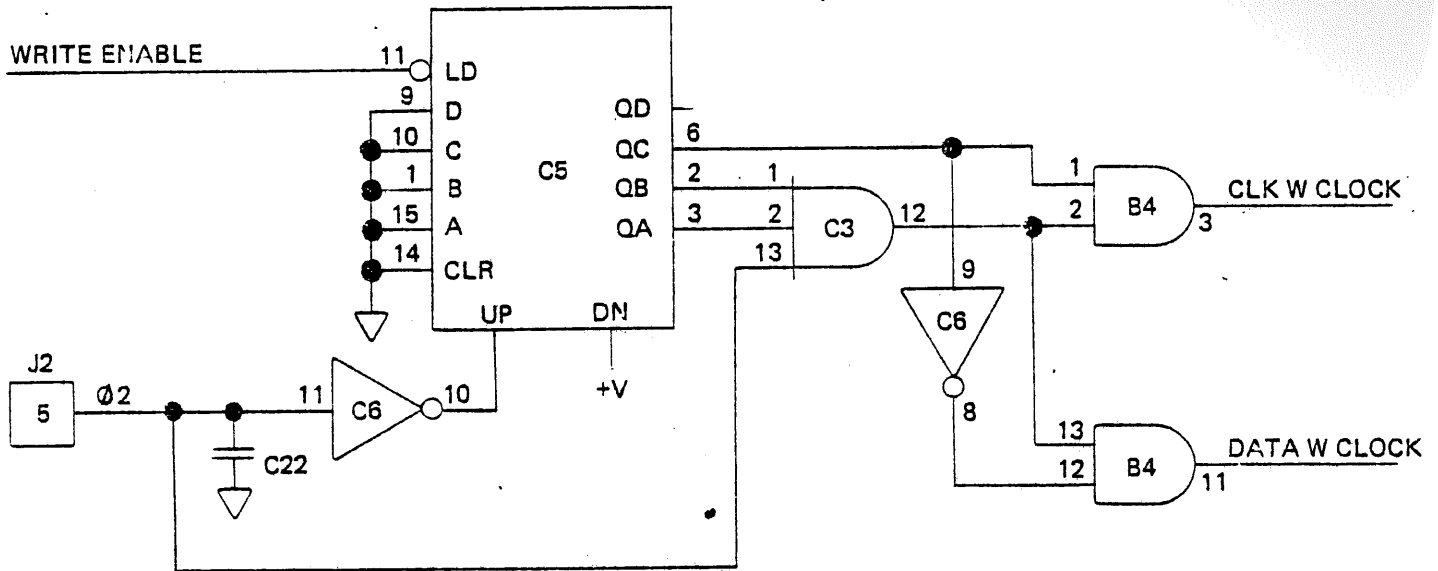 WRITE ENABLE
11
LD
9
D
QD
10
C
C5
QC
6
1
B
QB
2
1
15
A
QA
3
2
C3
12
14
CLR
13
UP
DN
+V
1
2
B4
3
CLK W CLOCK
9
C6
8
J2
5
Ø2
11
C6
10
C22
13
12
B4
11
DATA W CLOCK